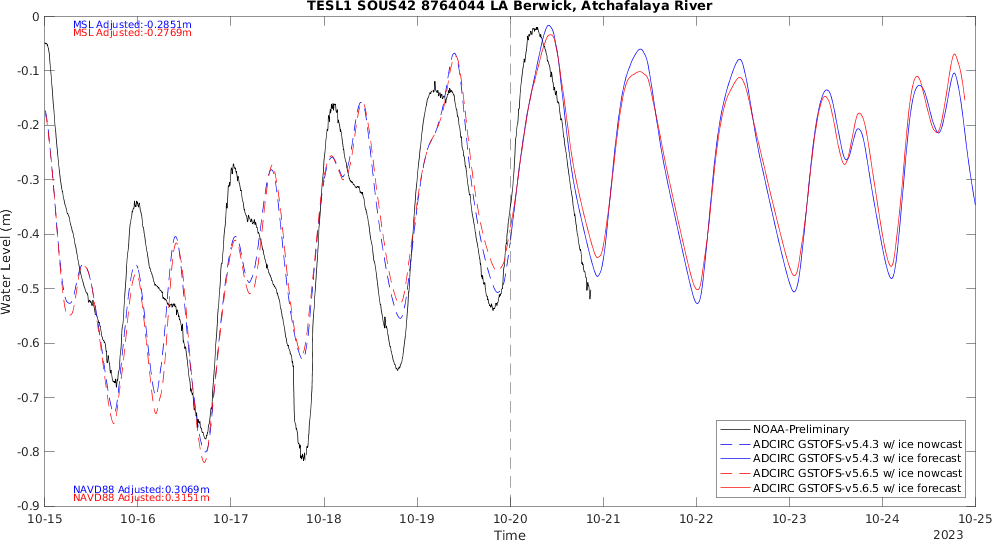 TESL1 SOUS42 8764044 LA Berwick, Atchafalaya River
MSL Adjusted:-0.2851m
MSL Adjusted:-0.2769m
0
-0.1
-0.2
-0.3
-0.4
-0.5
-0.6
-0.7
-0.8
-0.9
Water Level (m)
NAVD88 Adjusted:0.3069m
NAVD88 Adjusted:0.3151m
NOAA-Preliminary
ADCIRC GSTOFS-v5.4.3 w/ ice nowcast
ADCIRC GSTOFS-v5.4.3 w/ ice forecast
ADCIRC GSTOFS-v5.6.5 w/ ice nowcast
ADCIRC GSTOFS-v5.6.5 w/ ice forecast
10-15 10-16 10-17 10-18 10-19 10-20 10-21 10-22 10-23 10-24 10-25
Time
2023